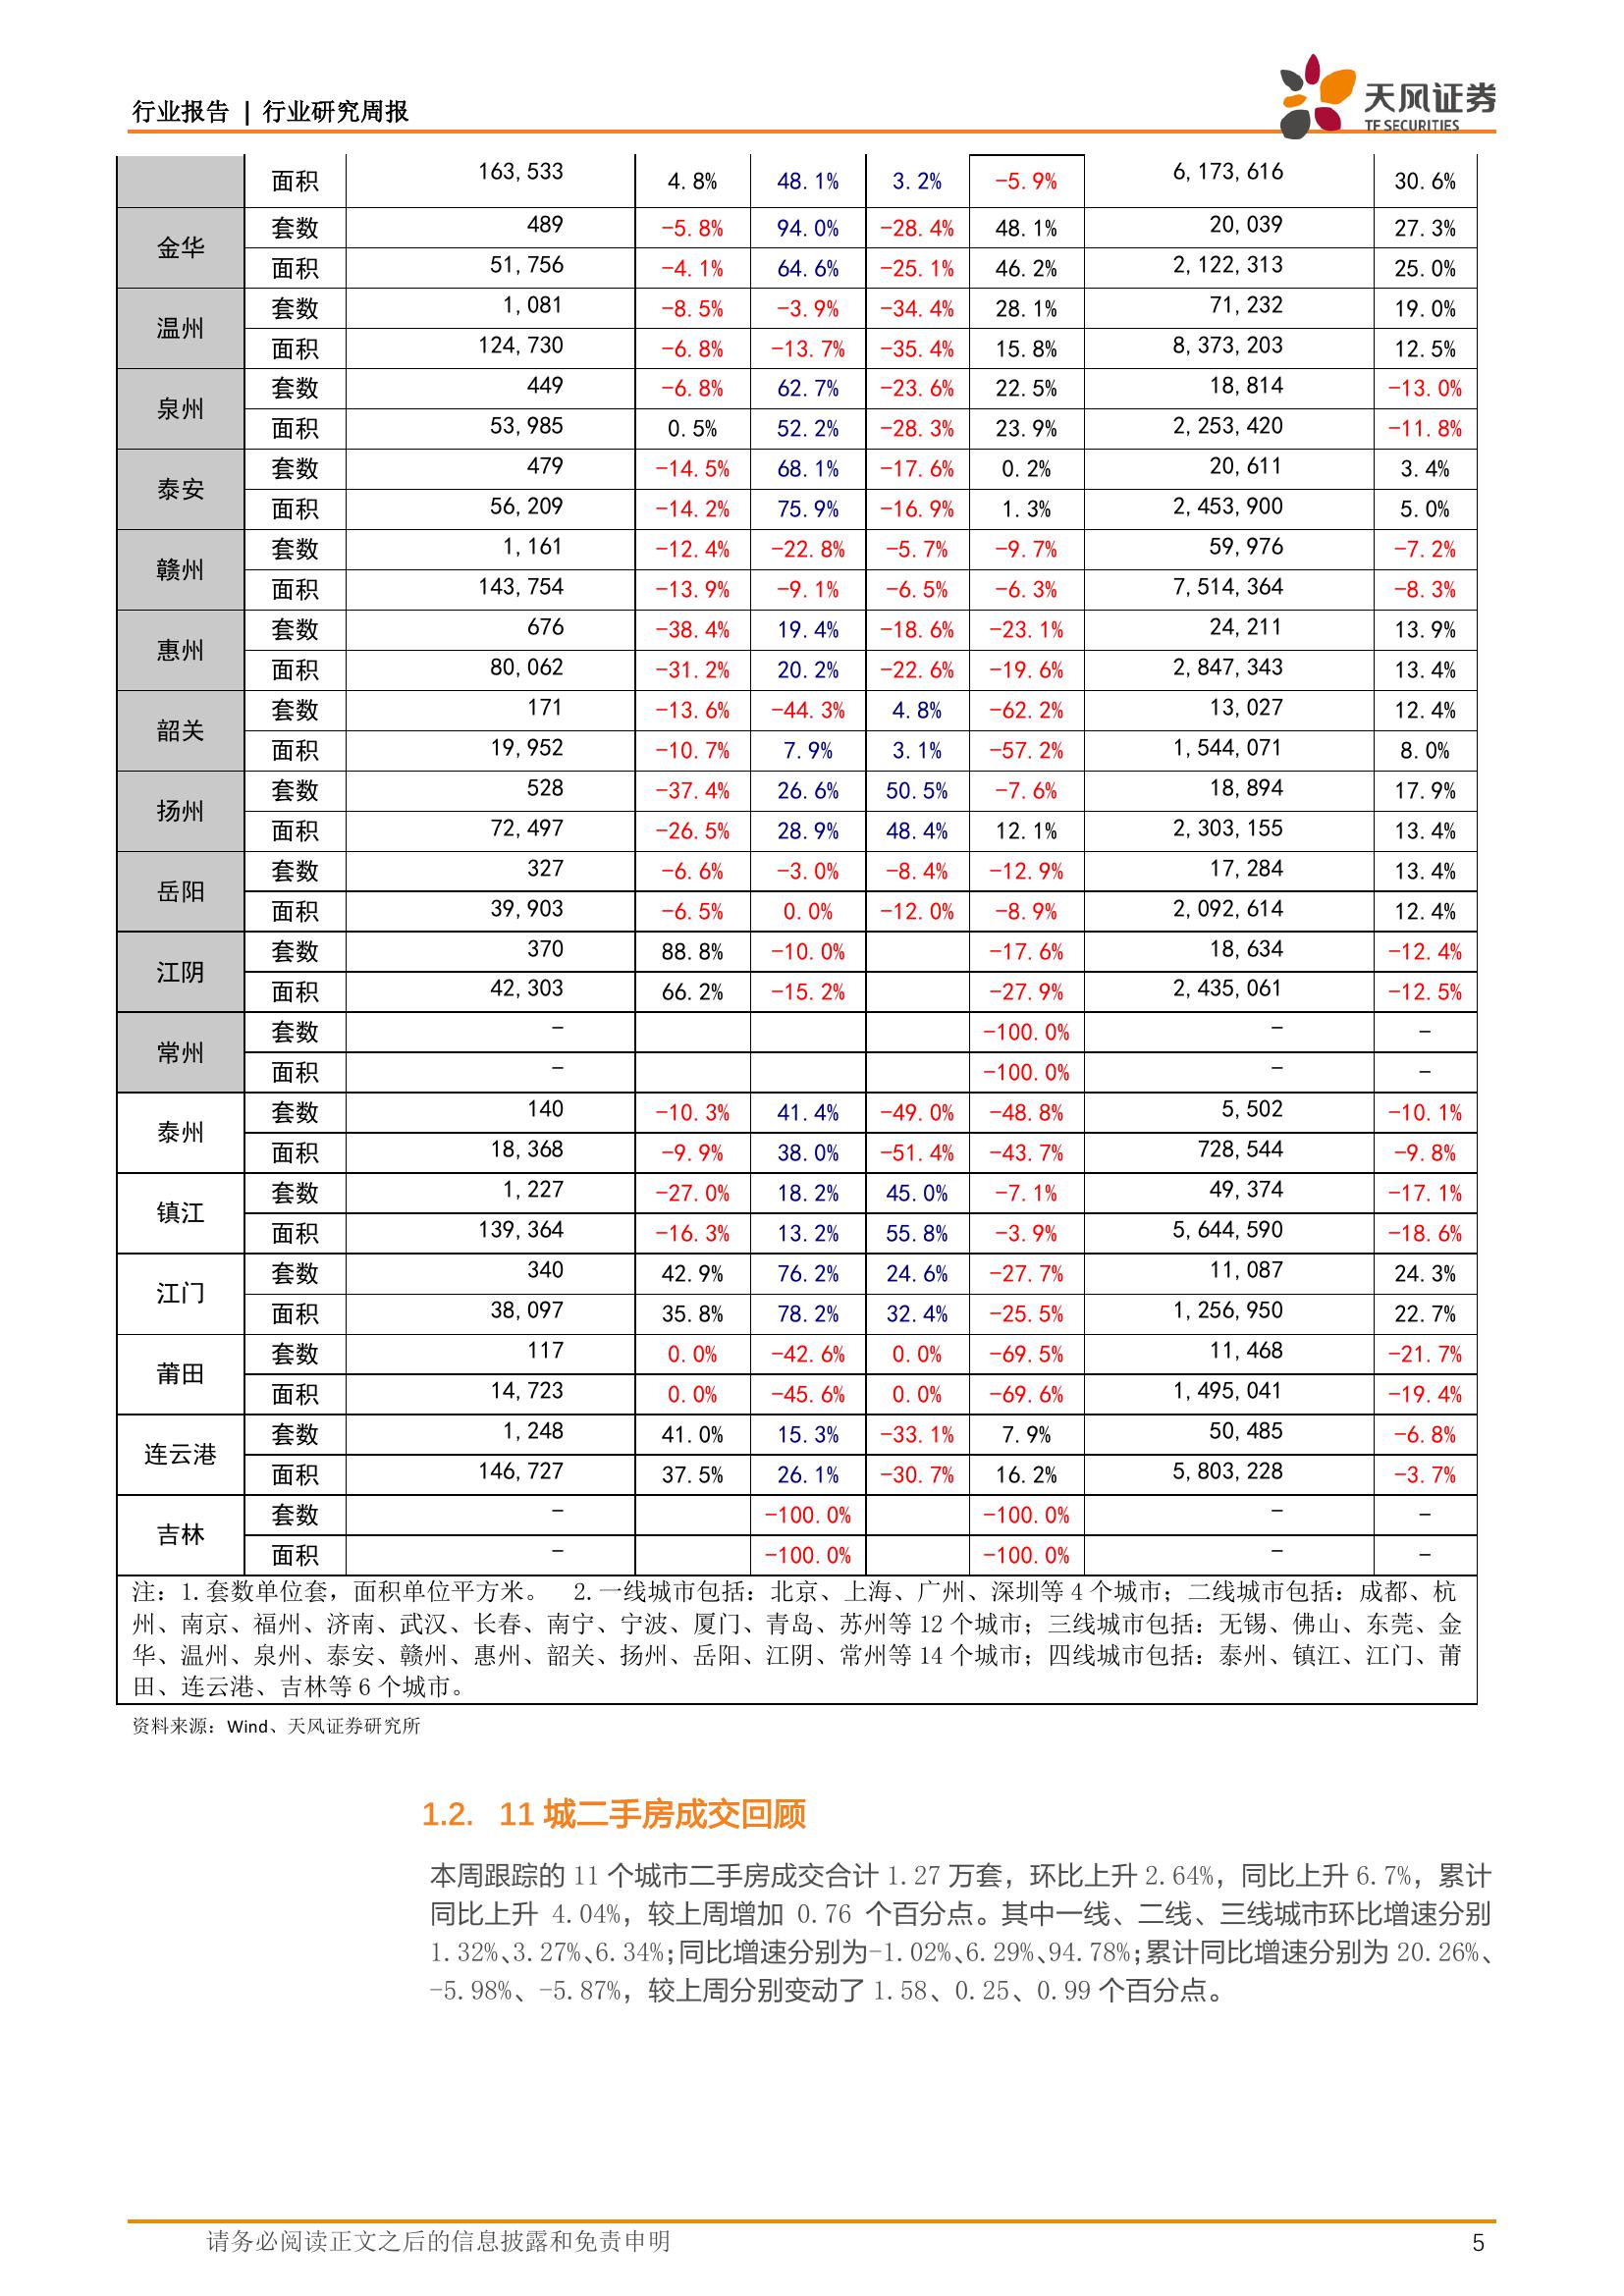 行业报告 | 行业研究周报
天风证券
TF SECURITIES
面积 163,533 4.8% 48.1% 3.2% -5.9% 6,173,616 30.6%
金华 套数 489 -5.8% 94.0% -28.4% 48.1% 20,039 27.3%
面积 51,756 -4.1% 64.6% -25.1% 46.2% 2,122,313 25.0%
温州 套数 1,081 -8.5% -3.9% -34.4% 28.1% 71,232 19.0%
面积 124,730 -6.8% -13.7% -35.4% 15.8% 8,373,203 12.5%
泉州 套数 449 -6.8% 62.7% -23.6% 22.5% 18,814 -13.0%
面积 53,985 0.5% 52.2% -28.3% 23.9% 2,253,420 -11.8%
泰安 套数 479 -14.5% 68.1% -17.6% 0.2% 20,611 3.4%
面积 56,209 -14.2% 75.9% -16.9% 1.3% 2,453,900 5.0%
赣州 套数 1,161 -12.4% -22.8% -5.7% -9.7% 59,976 -7.2%
面积 143,754 -13.9% -9.1% -6.5% -6.3% 7,514,364 -8.3%
惠州 套数 676 -38.4% 19.4% -18.6% -23.1% 24,211 13.9%
面积 80,062 -31.2% 20.2% -22.6% -19.6% 2,847,343 13.4%
韶关 套数 171 -13.6% -44.3% 4.8% -62.2% 13,027 12.4%
面积 19,952 -10.7% 7.9% 3.1% -57.2% 1,544,071 8.0%
扬州 套数 528 -37.4% 26.6% 50.5% -7.6% 18,894 17.9%
面积 72,497 -26.5% 28.9% 48.4% 12.1% 2,303,155 13.4%
岳阳 套数 327 -6.6% -3.0% -8.4% -12.9% 17,284 13.4%
面积 39,903 -6.5% 0.0% -12.0% -8.9% 2,092,614 12.4%
江阴 套数 370 88.8% -10.0% -17.6% 18,634 -12.4%
面积 42,303 66.2% -15.2% -27.9% 2,435,061 -12.5%
常州 套数 - -100.0% - -
面积 - -100.0% - -
泰州 套数 140 -10.3% 41.4% -49.0% -48.8% 5,502 -10.1%
面积 18,368 -9.9% 38.0% -51.4% -43.7% 728,544 -9.8%
镇江 套数 1,227 -27.0% 18.2% 45.0% -7.1% 49,374 -17.1%
面积 139,364 -16.3% 13.2% 55.8% -3.9% 5,644,590 -18.6%
江门 套数 340 42.9% 76.2% 24.6% -27.7% 11,087 24.3%
面积 38,097 35.8% 78.2% 32.4% -25.5% 1,256,950 22.7%
莆田 套数 117 0.0% -42.6% 0.0% -69.5% 11,468 -21.7%
面积 14,723 0.0% -45.6% 0.0% -69.6% 1,495,041 -19.4%
连云港 套数 1,248 41.0% 15.3% -33.1% 7.9% 50,485 -6.8%
面积 146,727 37.5% 26.1% -30.7% 16.2% 5,803,228 -3.7%
吉林 套数 - -100.0% -100.0% - -
面积 - -100.0% -100.0% - -
注：1.套数单位套，面积单位平方米。 2.一线城市包括：北京、上海、广州、深圳等 4 个城市；二线城市包括：成都、杭
州、南京、福州、济南、武汉、长春、南宁、宁波、厦门、青岛、苏州等 12 个城市；三线城市包括：无锡、佛山、东莞、金
华、温州、泉州、泰安、赣州、惠州、韶关、扬州、岳阳、江阴、常州等 14 个城市；四线城市包括：泰州、镇江、江门、莆
田、连云港、吉林等 6 个城市。
资料来源：Wind、天风证券研究所
1.2. 11 城二手房成交回顾
本周跟踪的 11 个城市二手房成交合计 1.27 万套，环比上升 2.64%，同比上升 6.7%，累计
同比上升 4.04%，较上周增加 0.76 个百分点。其中一线、二线、三线城市环比增速分别
1.32%、3.27%、6.34%；同比增速分别为-1.02%、6.29%、94.78%；累计同比增速分别为 20.26%、
-5.98%、-5.87%，较上周分别变动了 1.58、0.25、0.99 个百分点。
请务必阅读正文之后的信息披露和免责申明 5